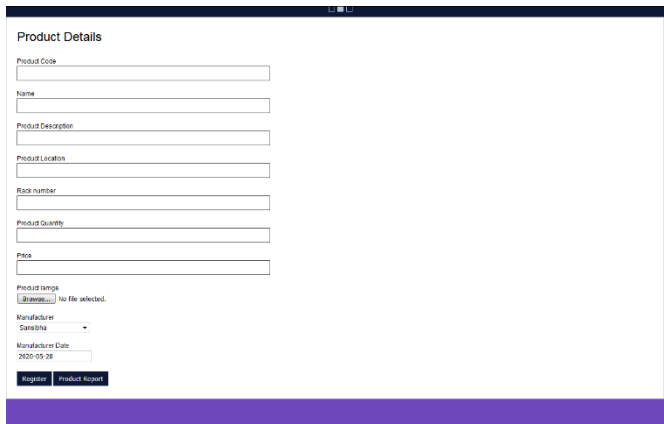 Product Details
Product Code
Name
Product Description
Product Location
Rack number
Product Quantity
Price
Product Iamge
Browse... No file selected.
Manufacturer
Sansibha
Manufacturer Date
2020-05-28
Register Product Report